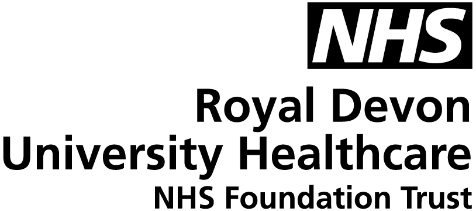 NHS
Royal Devon
University Healthcare
NHS Foundation Trust